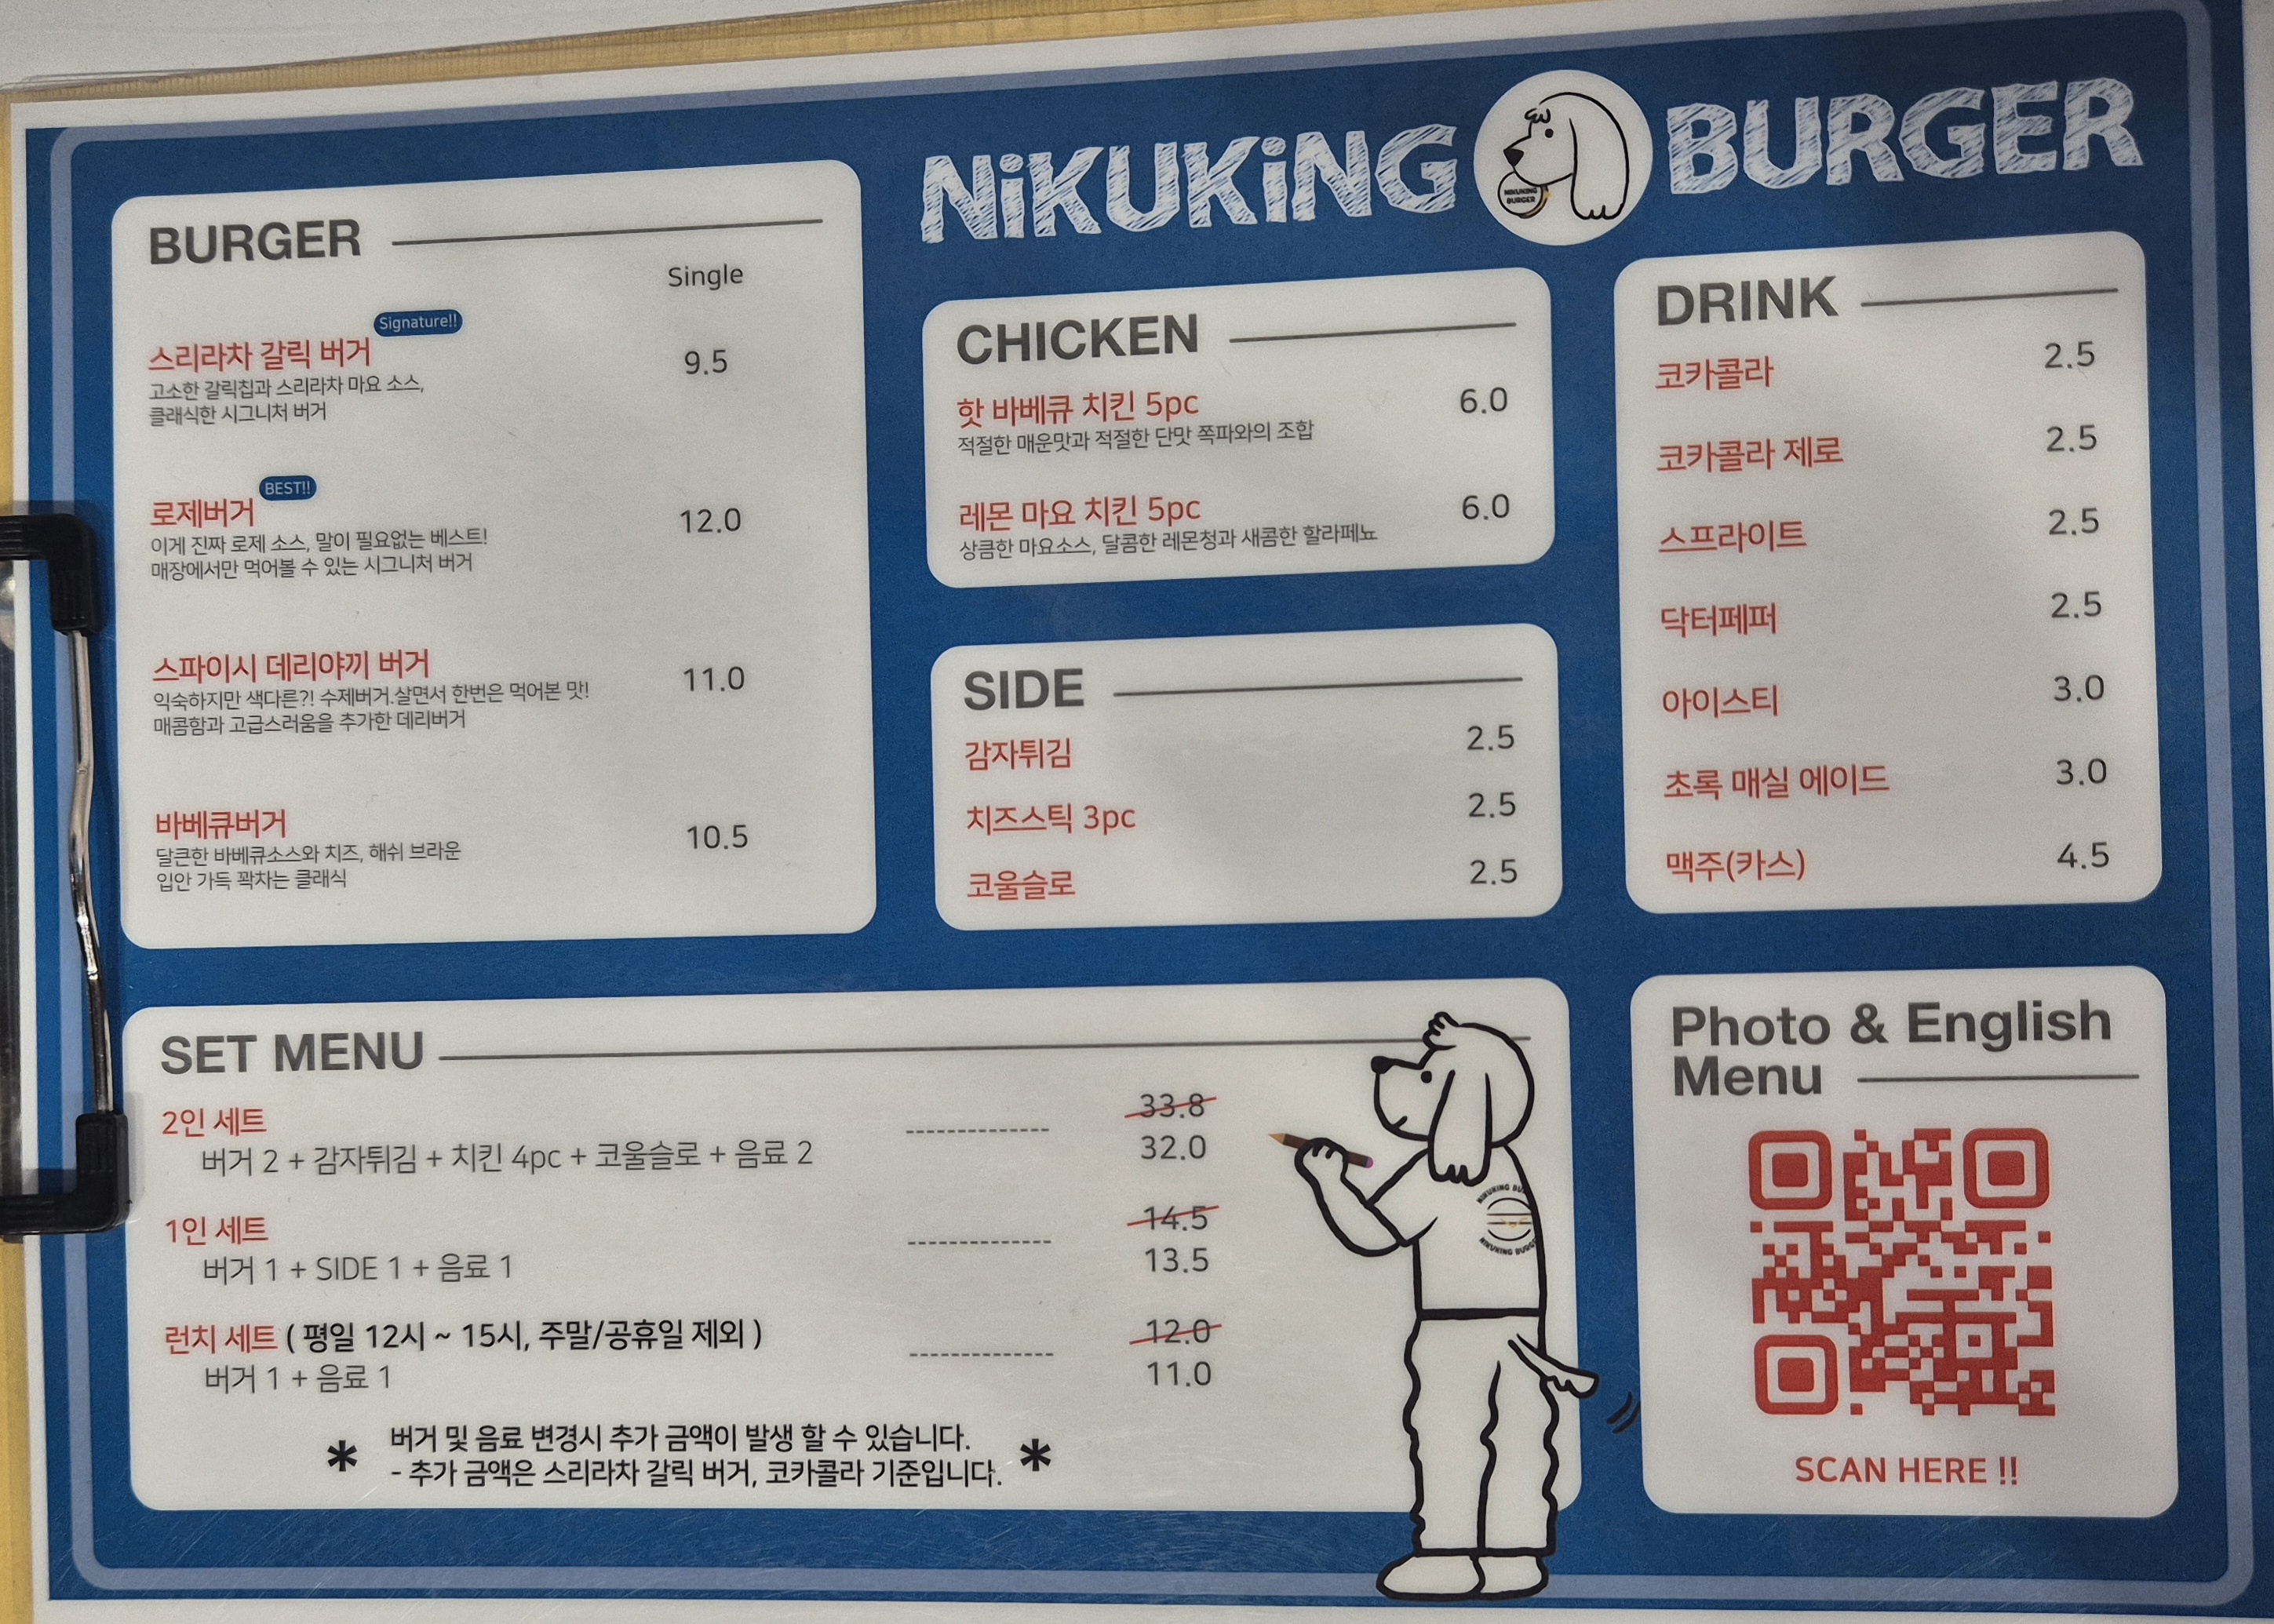 NiKUKiNG BURGER
NIKUKING
BURGER
BURGER
Single
Signature!!
스리라차 갈릭 버거 9.5
고소한 갈릭칩과 스리라차 마요 소스,
클래식한 시그니처 버거
BEST!!
로제버거 12.0
이게 진짜 로제 소스, 말이 필요없는 베스트!
매장에서만 먹어볼 수 있는 시그니처 버거
스파이시 데리야끼 버거 11.0
익숙하지만 색다른?! 수제버거.살면서 한번은 먹어본 맛!
매콤함과 고급스러움을 추가한 데리버거
바베큐버거 10.5
달큰한 바베큐소스와 치즈, 해쉬 브라운
입안 가득 꽉차는 클래식
CHICKEN
핫 바베큐 치킨 5pc 6.0
적절한 매운맛과 적절한 단맛 쪽파와의 조합
레몬 마요 치킨 5pc 6.0
상큼한 마요소스, 달콤한 레몬청과 새콤한 할라페뇨
SIDE
감자튀김 2.5
치즈스틱 3pc 2.5
코울슬로 2.5
DRINK
코카콜라 2.5
코카콜라 제로 2.5
스프라이트 2.5
닥터페퍼 2.5
아이스티 3.0
초록 매실 에이드 3.0
맥주(카스) 4.5
SET MENU
2인 세트 33.8
버거 2 + 감자튀김 + 치킨 4pc + 코울슬로 + 음료 2 32.0
1인 세트 14.5
버거 1 + SIDE 1 + 음료 1 13.5
런치 세트 ( 평일 12시 ~ 15시, 주말/공휴일 제외 ) 12.0
버거 1 + 음료 1 11.0
* 버거 및 음료 변경시 추가 금액이 발생 할 수 있습니다. *
- 추가 금액은 스리라차 갈릭 버거, 코카콜라 기준입니다.
NIKUKING
NIKUKING
Photo & English
Menu
SCAN HERE !!